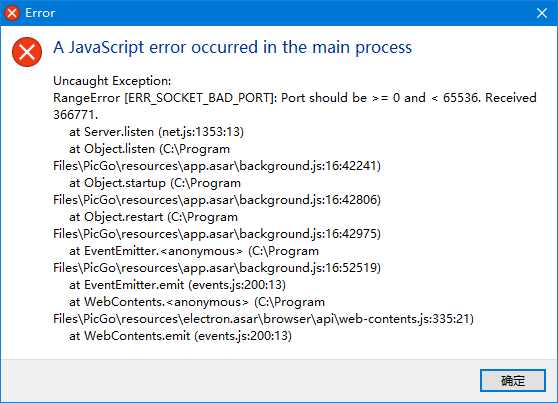 Error
A JavaScript error occurred in the main process
Uncaught Exception:
RangeError [ERR_SOCKET_BAD_PORT]: Port should be >= 0 and < 65536. Received
366771.
at Server.listen (net.js:1353:13)
at Object.listen (C:\Program
Files\PicGo\resources\app.asar\background.js:16:42241)
at Object.startup (C:\Program
Files\PicGo\resources\app.asar\background.js:16:42806)
at Object.restart (C:\Program
Files\PicGo\resources\app.asar\background.js:16:42975)
at EventEmitter.<anonymous> (C:\Program
Files\PicGo\resources\app.asar\background.js:16:52519)
at EventEmitter.emit (events.js:200:13)
at WebContents.<anonymous> (C:\Program
Files\PicGo\resources\electron.asar\browser\api\web-contents.js:335:21)
at WebContents.emit (events.js:200:13)
确定